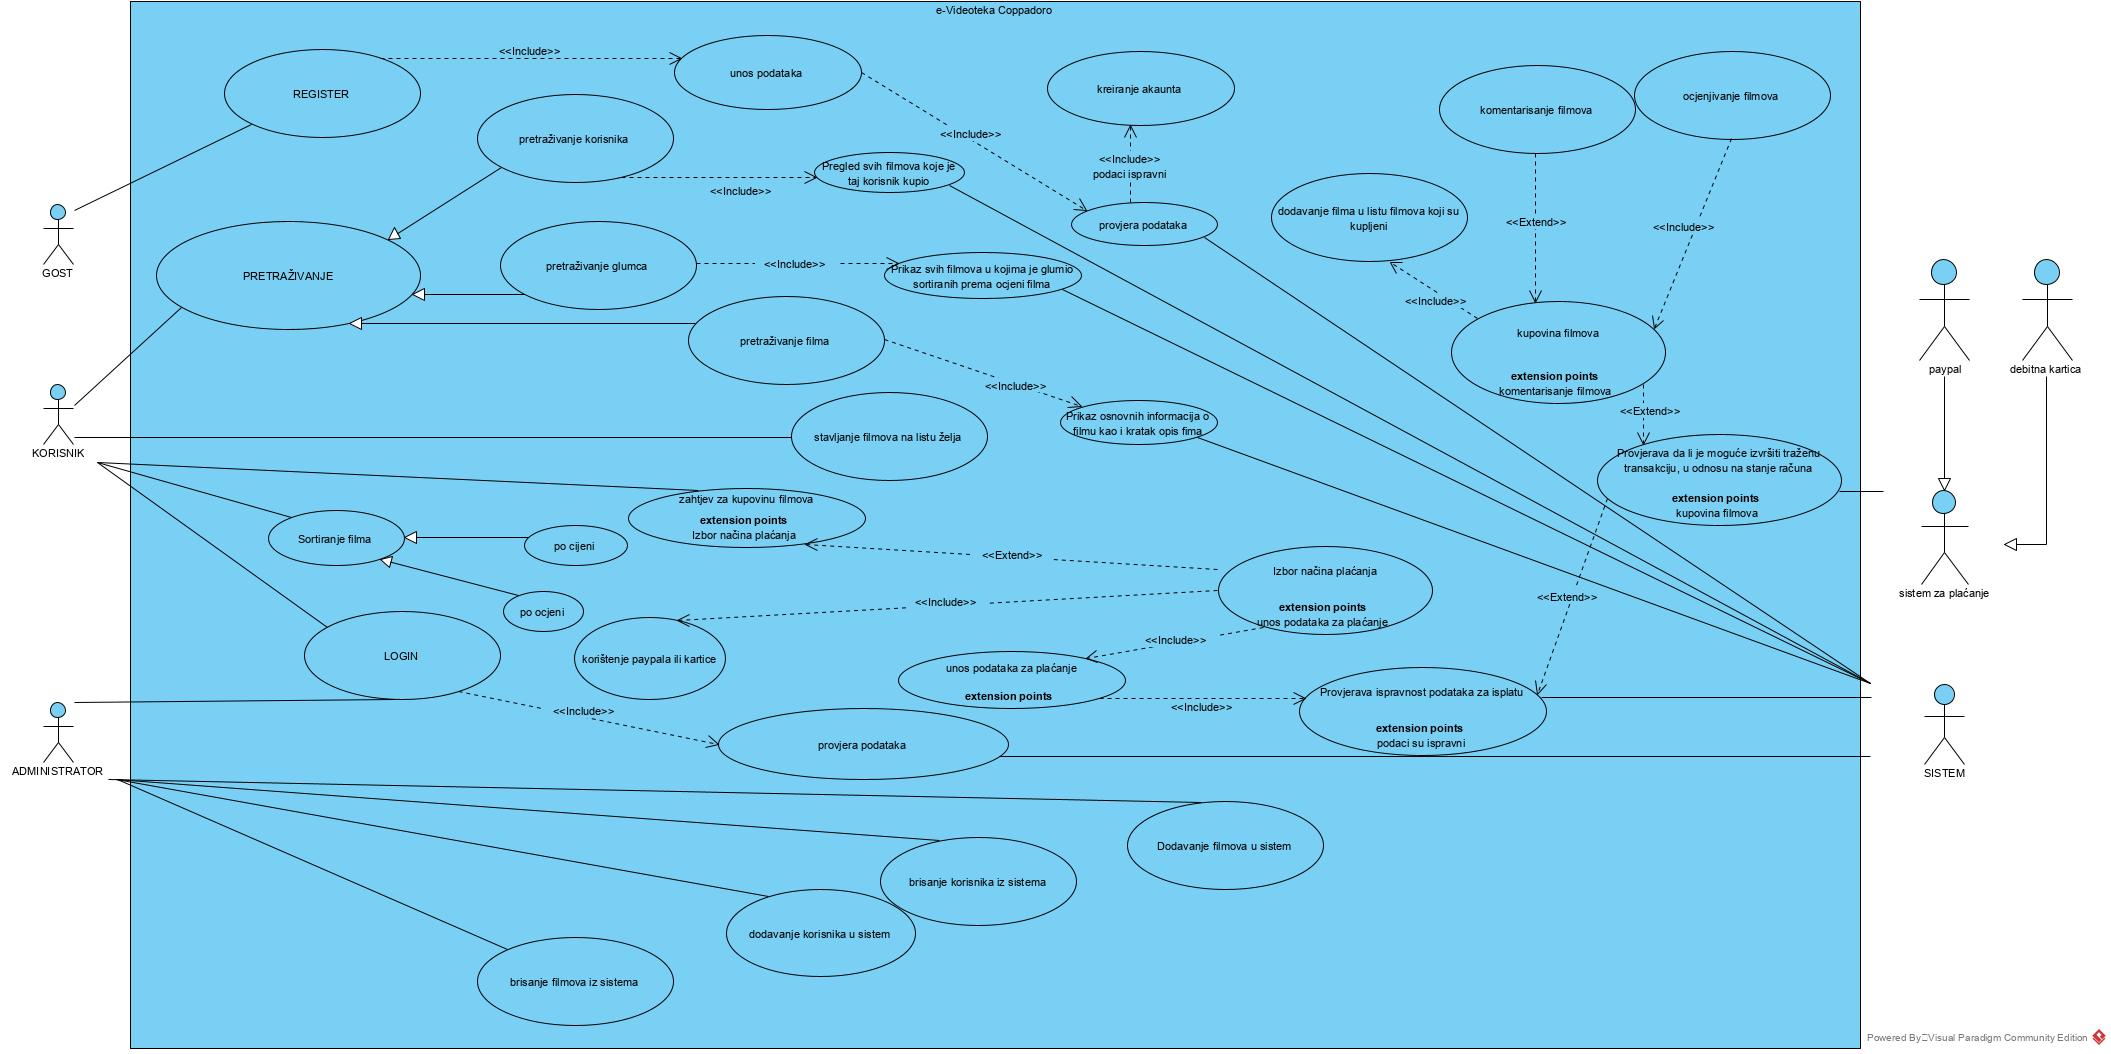 e-Videoteka Coppadoro
<<Include>>
unos podataka
REGISTER
kreiranje akaunta
komentarisanje filmova
ocjenjivanje filmova
pretraživanje korisnika
<<Include>>
<<Include>>
podaci ispravni
Pregled svih filmova koje je
taj korisnik kupio
<<Include>>
dodavanje filma u listu filmova koji su
kupljeni
<<Extend>>
<<Include>>
provjera podataka
GOST
PRETRAŽIVANJE
pretraživanje glumca
<<Include>>
Prikaz svih filmova u kojima je glumio
sortiranih prema ocjeni filma
<<Include>>
kupovina filmova
extension points
komentarisanje filmova
pretraživanje filma
<<Include>>
paypal
debitna kartica
<<Extend>>
Prikaz osnovnih informacija o
filmu kao i kratak opis fima
stavljanje filmova na listu želja
KORISNIK
Provjerava da li je moguće izvršiti traženu
transakciju, u odnosu na stanje računa
extension points
kupovina filmova
zahtjev za kupovinu filmova
extension points
Izbor načina plaćanja
Sortiranje filma
po cijeni
<<Extend>>
Izbor načina plaćanja
extension points
unos podataka za plaćanje
sistem za plaćanje
<<Extend>>
po ocjeni
<<Include>>
<<Include>>
LOGIN
korištenje paypala ili kartice
unos podataka za plaćanje
extension points
Provjerava ispravnost podataka za isplatu
extension points
podaci su ispravni
<<Include>>
<<Include>>
provjera podataka
ADMINISTRATOR
SISTEM
Dodavanje filmova u sistem
brisanje korisnika iz sistema
dodavanje korisnika u sistem
brisanje filmova iz sistema
Powered By Visual Paradigm Community Edition